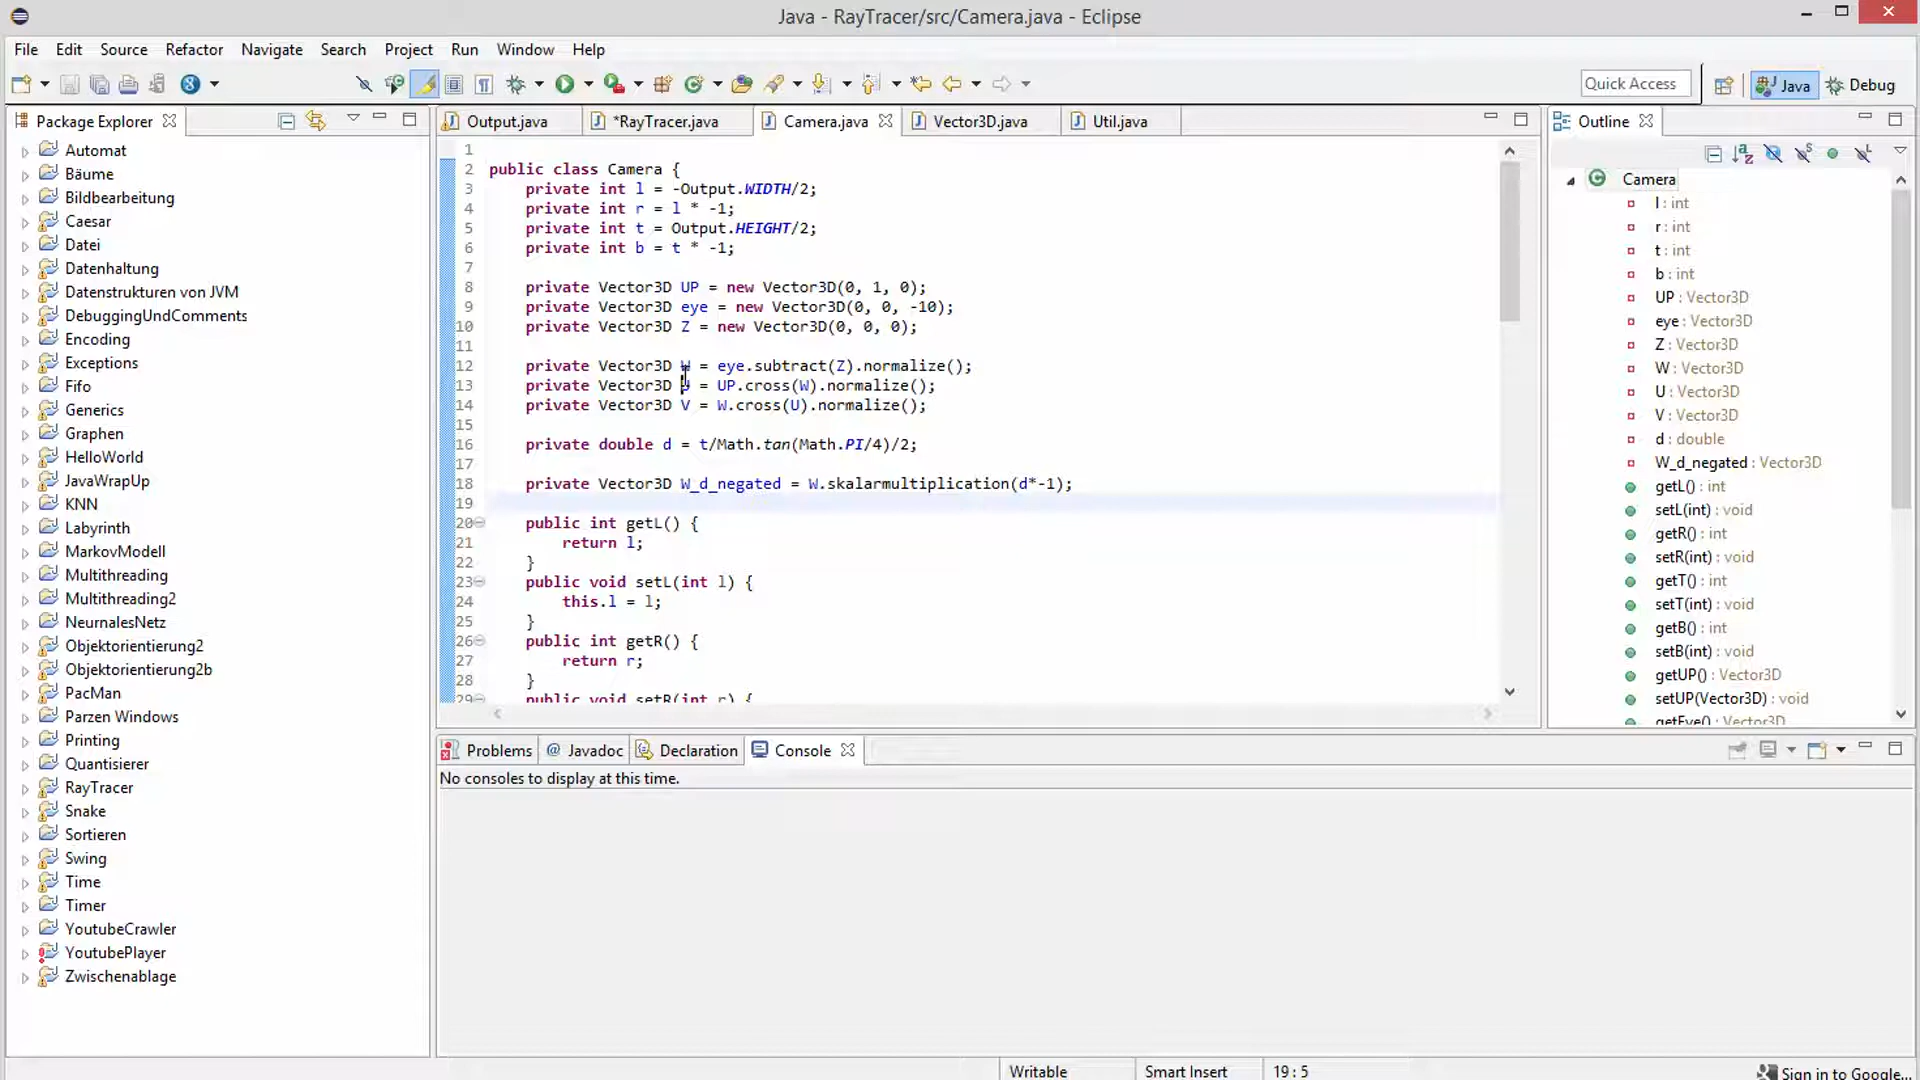 Java - RayTracer/src/Camera.java - Eclipse
File Edit Source Refactor Navigate Search Project Run Window Help
Quick Access Java Debug
Package Explorer
Automat
Bäume
Bildbearbeitung
Caesar
Datei
Datenhaltung
Datenstrukturen von JVM
DebuggingUndComments
Encoding
Exceptions
Fifo
Generics
Graphen
HelloWorld
JavaWrapUp
KNN
Labyrinth
MarkovModell
Multithreading
Multithreading2
NeurnalesNetz
Objektorientierung2
Objektorientierung2b
PacMan
Parzen Windows
Printing
Quantisierer
RayTracer
Snake
Sortieren
Swing
Time
Timer
YoutubeCrawler
YoutubePlayer
Zwischenablage
Output.java *RayTracer.java Camera.java Vector3D.java Util.java
1
2 public class Camera {
3 private int l = -Output.WIDTH/2;
4 private int r = l * -1;
5 private int t = Output.HEIGHT/2;
6 private int b = t * -1;
7
8 private Vector3D UP = new Vector3D(0, 1, 0);
9 private Vector3D eye = new Vector3D(0, 0, -10);
10 private Vector3D Z = new Vector3D(0, 0, 0);
11
12 private Vector3D W = eye.subtract(Z).normalize();
13 private Vector3D U = UP.cross(W).normalize();
14 private Vector3D V = W.cross(U).normalize();
15
16 private double d = t/Math.tan(Math.PI/4)/2;
17
18 private Vector3D W_d_negated = W.skalarmultiplication(d*-1);
19
20 public int getL() {
21 return l;
22 }
23 public void setL(int l) {
24 this.l = l;
25 }
26 public int getR() {
27 return r;
28 }
29 public void setR(int r) {
Outline
Camera
l : int
r : int
t : int
b : int
UP : Vector3D
eye : Vector3D
Z : Vector3D
W : Vector3D
U : Vector3D
V : Vector3D
d : double
W_d_negated : Vector3D
getL() : int
setL(int) : void
getR() : int
setR(int) : void
getT() : int
setT(int) : void
getB() : int
setB(int) : void
getUP() : Vector3D
setUP(Vector3D) : void
getEye() : Vector3D
Problems @ Javadoc Declaration Console
No consoles to display at this time.
Writable Smart Insert 19 : 5 Sign in to Google...